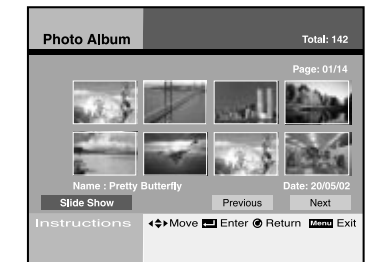 Photo Album Total: 142
Page: 01/14
Name : Pretty Butterfly Date: 20/05/02
Slide Show Previous Next
Instructions Move Enter Return Menu Exit